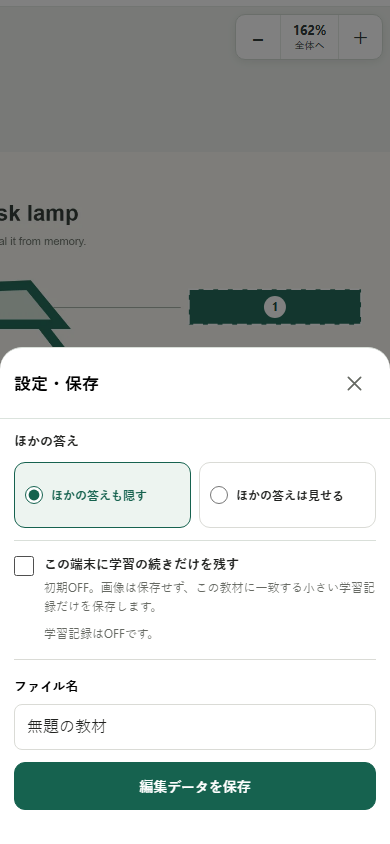 162%
全体へ
sk lamp
al it from memory.
1
設定・保存
ほかの答え
ほかの答えも隠す
ほかの答えは見せる
この端末に学習の続きだけを残す
初期OFF。画像は保存せず、この教材に一致する小さい学習記
録だけを保存します。
学習記録はOFFです。
ファイル名
無題の教材
編集データを保存